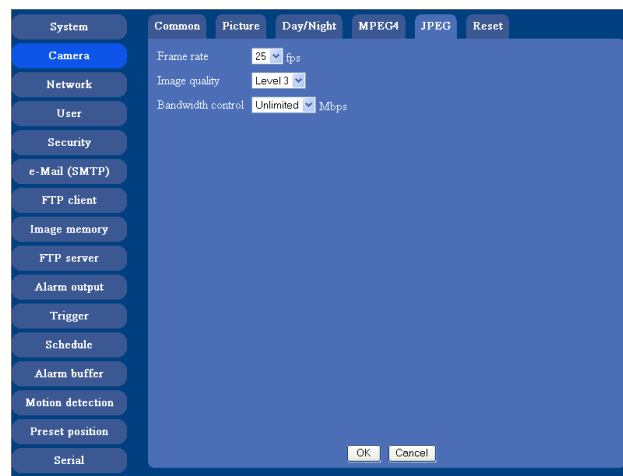 System
Camera
Network
User
Security
e-Mail (SMTP)
FTP client
Image memory
FTP server
Alarm output
Trigger
Schedule
Alarm buffer
Motion detection
Preset position
Serial
Common Picture Day/Night MPEG4 JPEG Reset
Frame rate 25 fps
Image quality Level 3
Bandwidth control Unlimited Mbps
OK Cancel